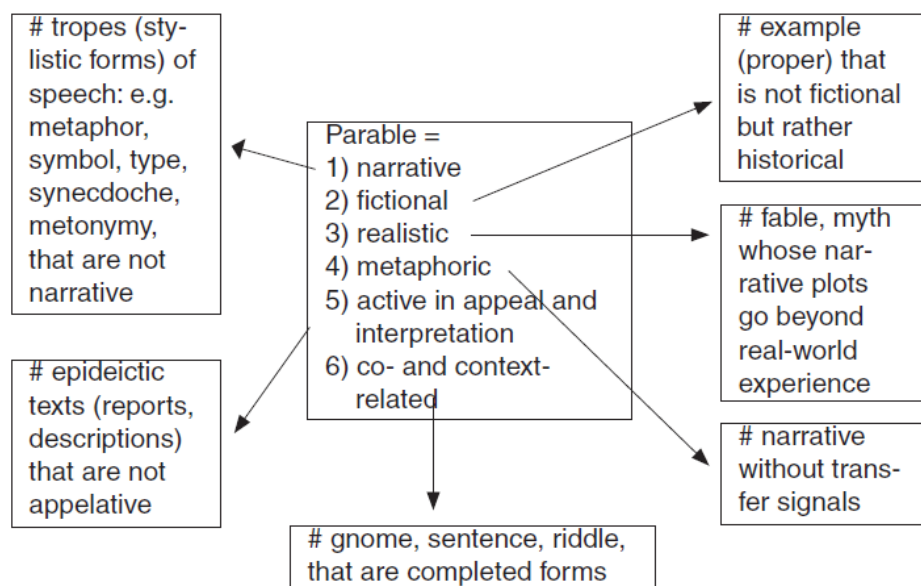 # tropes (sty-
listic forms) of
speech: e.g.
metaphor,
symbol, type,
synecdoche,
metonymy,
that are not
narrative
# epideictic
texts (reports,
descriptions)
that are not
appelative
Parable =
1) narrative
2) fictional
3) realistic
4) metaphoric
5) active in appeal and
interpretation
6) co- and context-
related
# gnome, sentence, riddle,
that are completed forms
# example
(proper) that
is not fictional
but rather
historical
# fable, myth
whose nar-
rative plots
go beyond
real-world
experience
# narrative
without trans-
fer signals